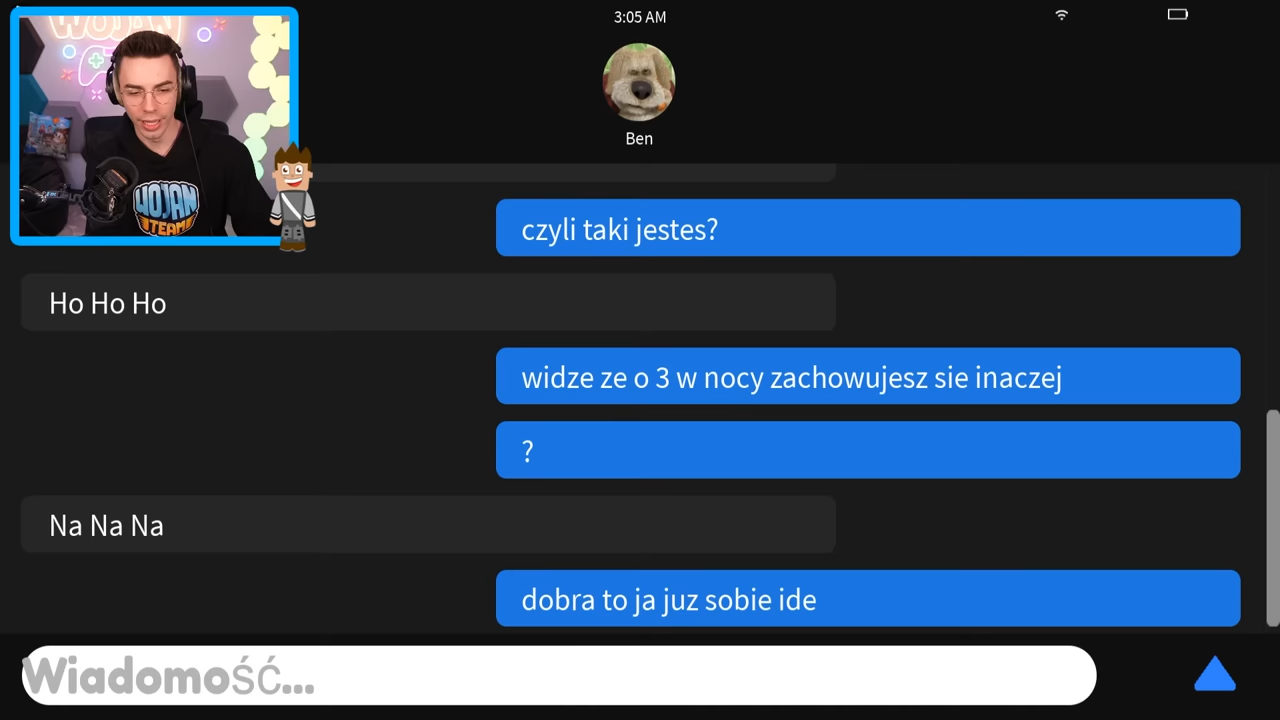 WOJAN
3:05 AM
Ben
WOJAN
TEAM
czyli taki jestes?
Ho Ho Ho
widze ze o 3 w nocy zachowujesz sie inaczej
?
Na Na Na
dobra to ja juz sobie ide
Wiadomość...